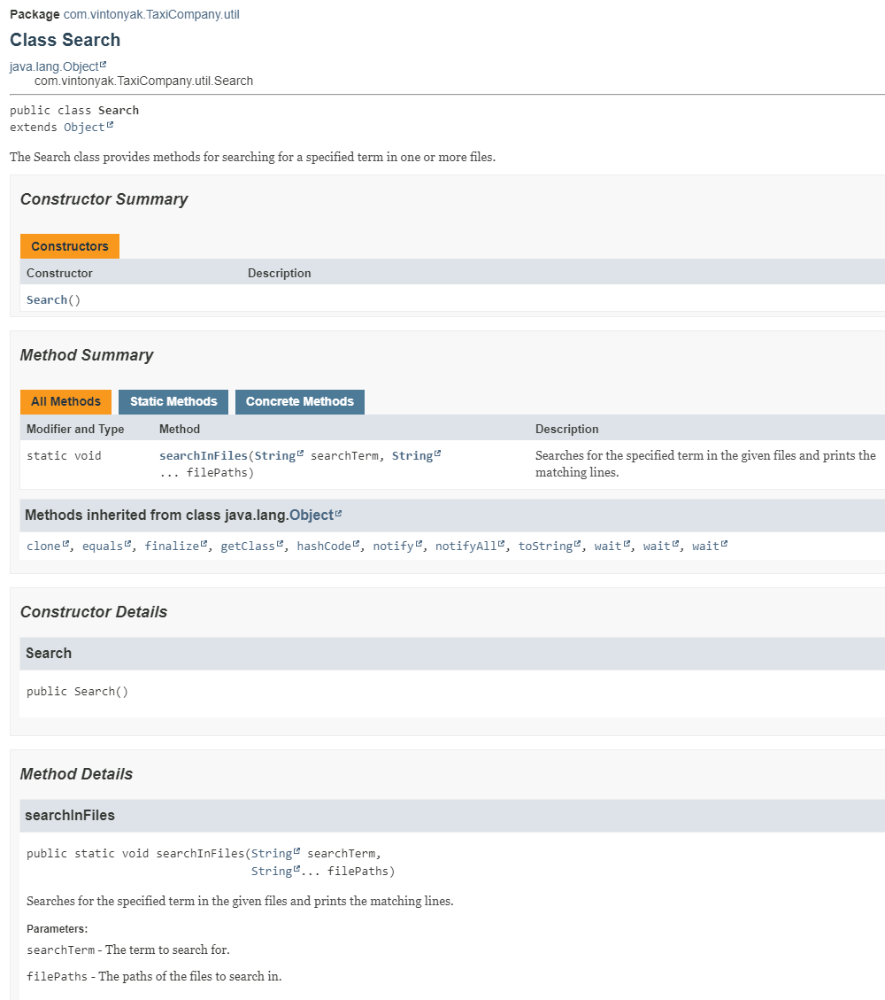 Package com.vintonyak.TaxiCompany.util
Class Search
java.lang.Object
com.vintonyak.TaxiCompany.util.Search
public class Search
extends Object
The Search class provides methods for searching for a specified term in one or more files.
Constructor Summary
Constructors
Constructor Description
Search()
Method Summary
All Methods Static Methods Concrete Methods
Modifier and Type Method Description
static void searchInFiles(String searchTerm, String Searches for the specified term in the given files and prints the
... filePaths) matching lines.
Methods inherited from class java.lang.Object
clone, equals, finalize, getClass, hashCode, notify, notifyAll, toString, wait, wait, wait
Constructor Details
Search
public Search()
Method Details
searchInFiles
public static void searchInFiles(String searchTerm,
String... filePaths)
Searches for the specified term in the given files and prints the matching lines.
Parameters:
searchTerm - The term to search for.
filePaths - The paths of the files to search in.